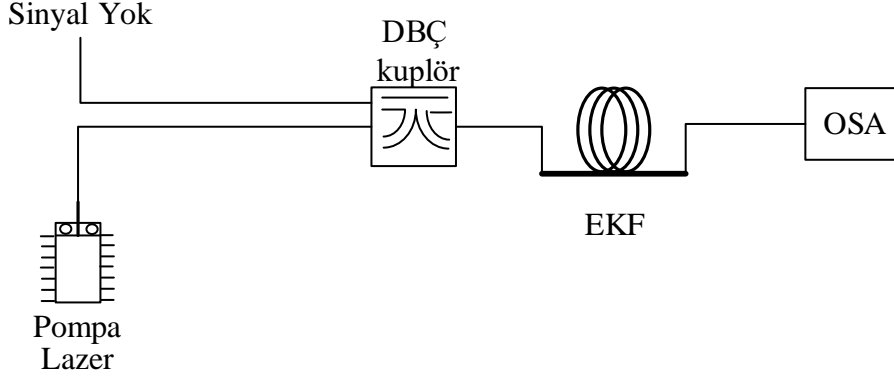 Sinyal Yok
DBÇ
kuplör
OSA
EKF
Pompa
Lazer